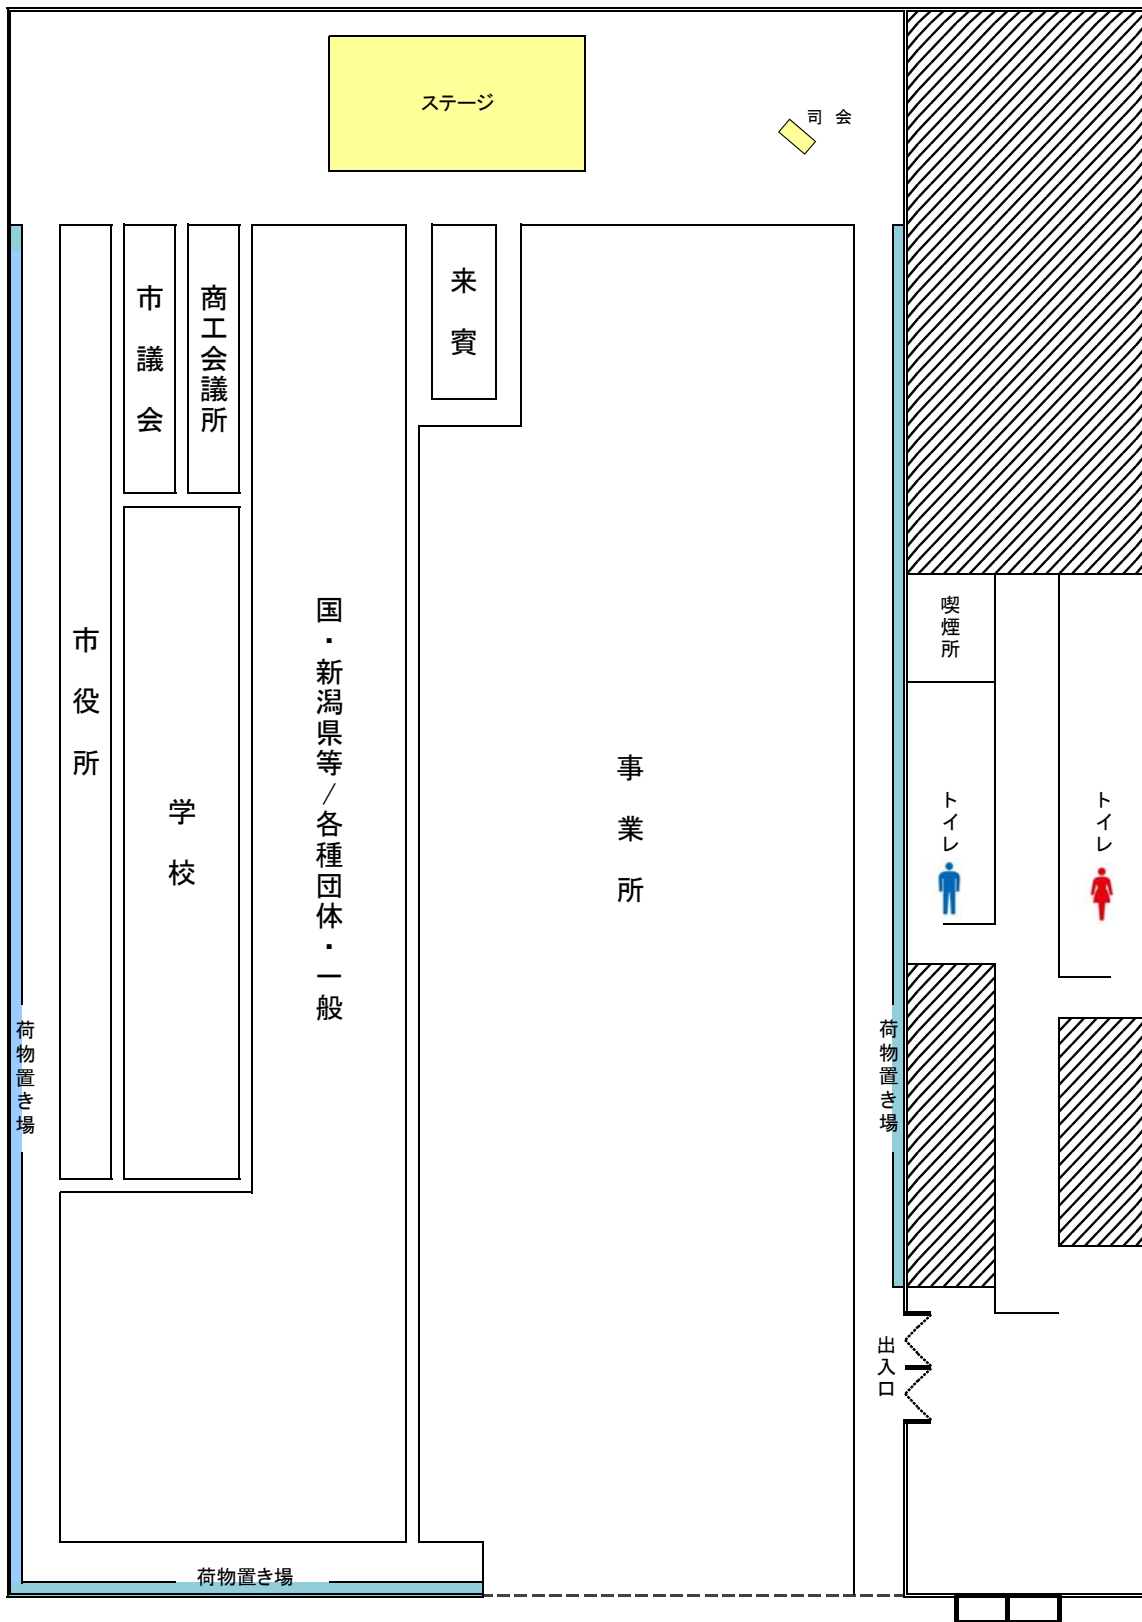 ステージ
司 会
来賓
市議会
商工会議所
市役所
学校
国・新潟県等/各種団体・一般
事業所
喫煙所
トイレ
トイレ
荷物置き場
荷物置き場
出入口
荷物置き場